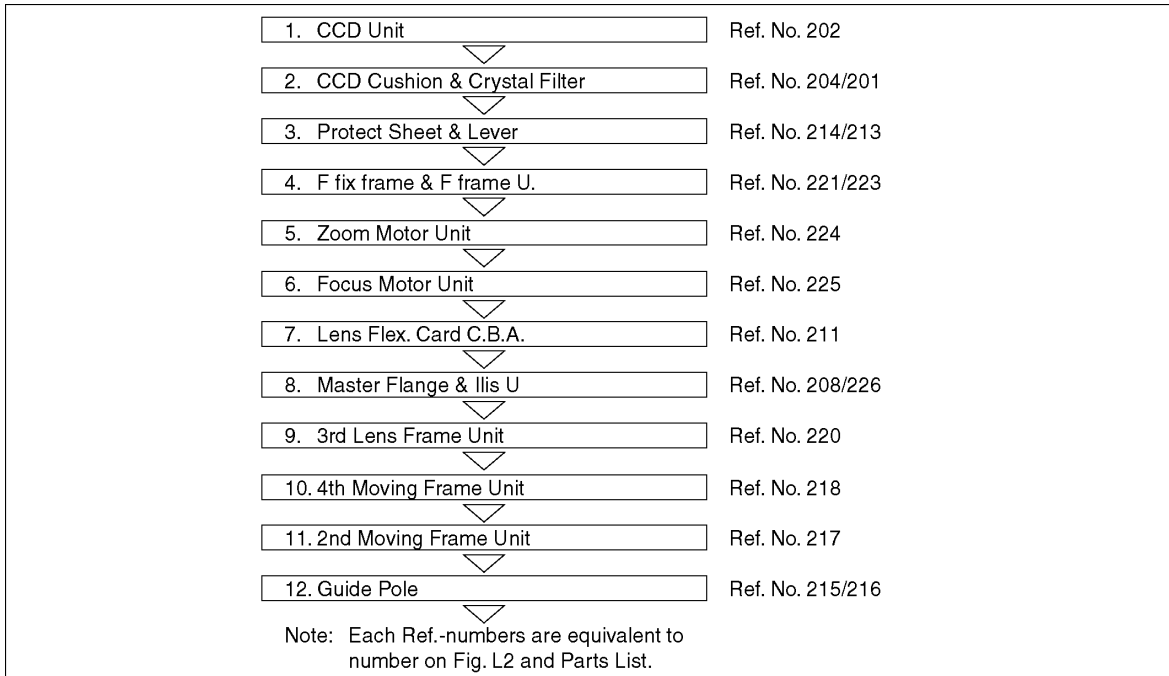 1. CCD Unit Ref. No. 202
2. CCD Cushion & Crystal Filter Ref. No. 204/201
3. Protect Sheet & Lever Ref. No. 214/213
4. F fix frame & F frame U. Ref. No. 221/223
5. Zoom Motor Unit Ref. No. 224
6. Focus Motor Unit Ref. No. 225
7. Lens Flex. Card C.B.A. Ref. No. 211
8. Master Flange & Ilis U Ref. No. 208/226
9. 3rd Lens Frame Unit Ref. No. 220
10. 4th Moving Frame Unit Ref. No. 218
11. 2nd Moving Frame Unit Ref. No. 217
12. Guide Pole Ref. No. 215/216
Note: Each Ref.-numbers are equivalent to
number on Fig. L2 and Parts List.